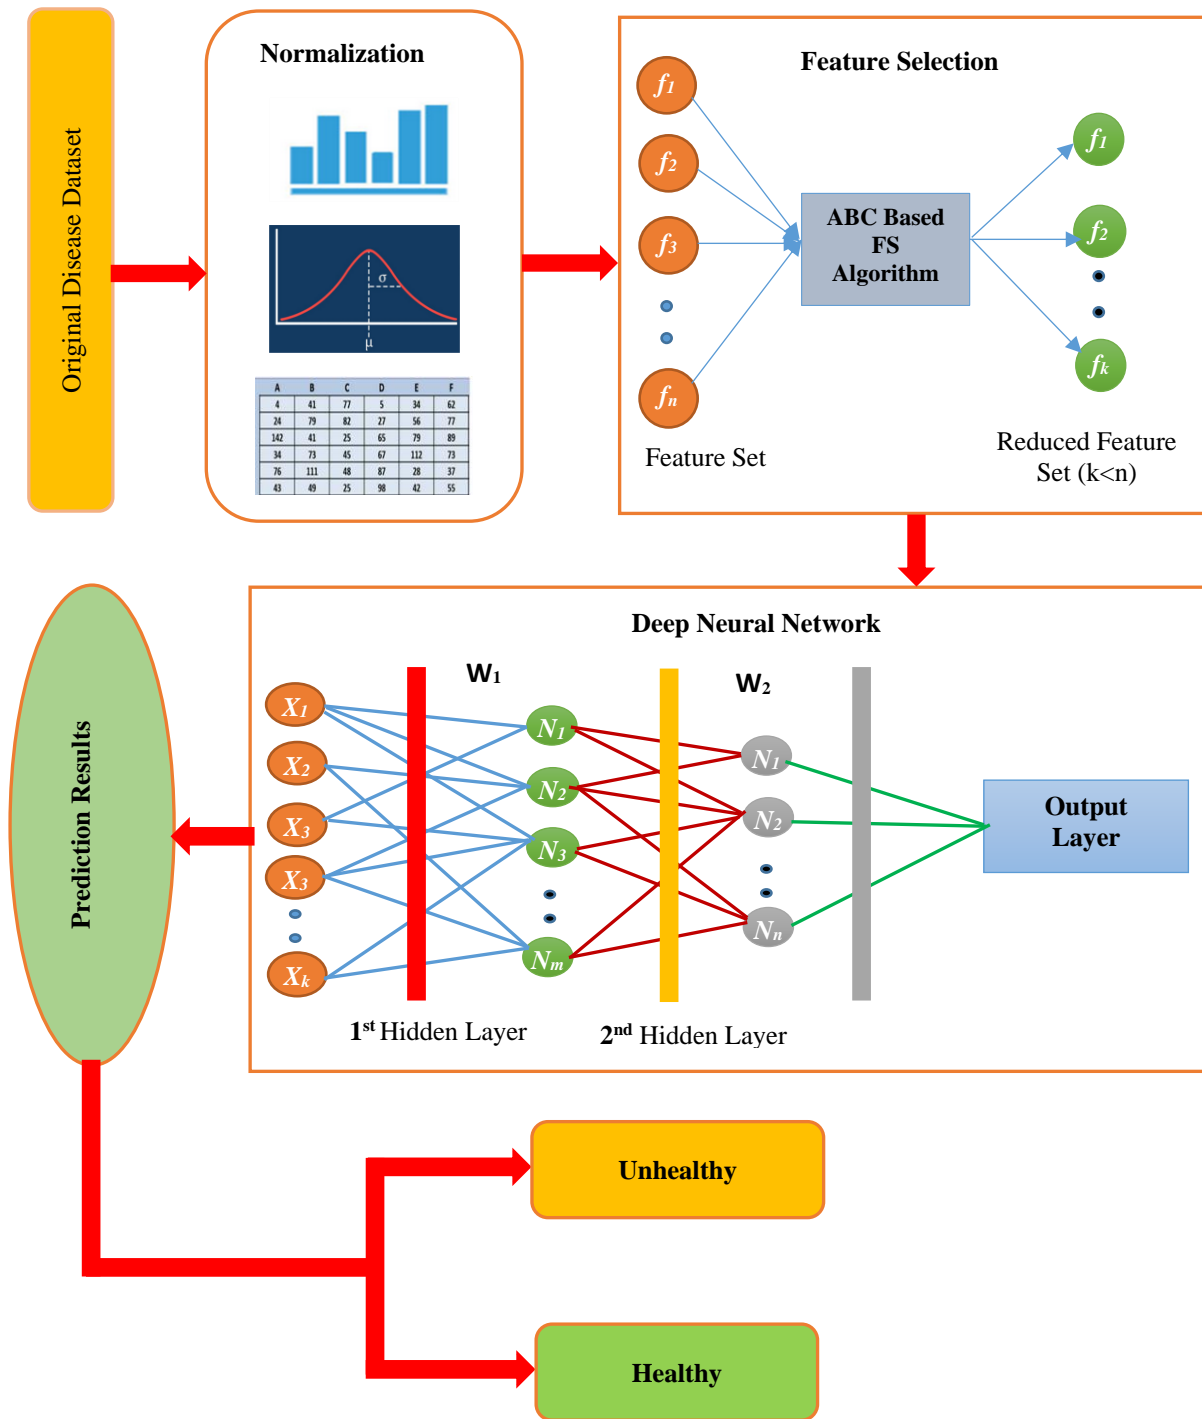 Original Disease Dataset
Normalization
σ
μ
A B C D E F
4 41 77 5 34 62
24 79 82 27 56 77
142 41 25 65 79 89
34 73 45 67 112 73
76 111 48 87 28 37
43 49 25 98 42 55
Feature Selection
f1
f2
f3
fn
Feature Set
ABC Based
FS
Algorithm
f1
f2
fk
Reduced Feature
Set (k<n)
Deep Neural Network
W1
W2
X1
X2
X3
X3
Xk
N1
N2
N3
Nm
N1
N2
Nn
Output
Layer
1st Hidden Layer
2nd Hidden Layer
Prediction Results
Unhealthy
Healthy